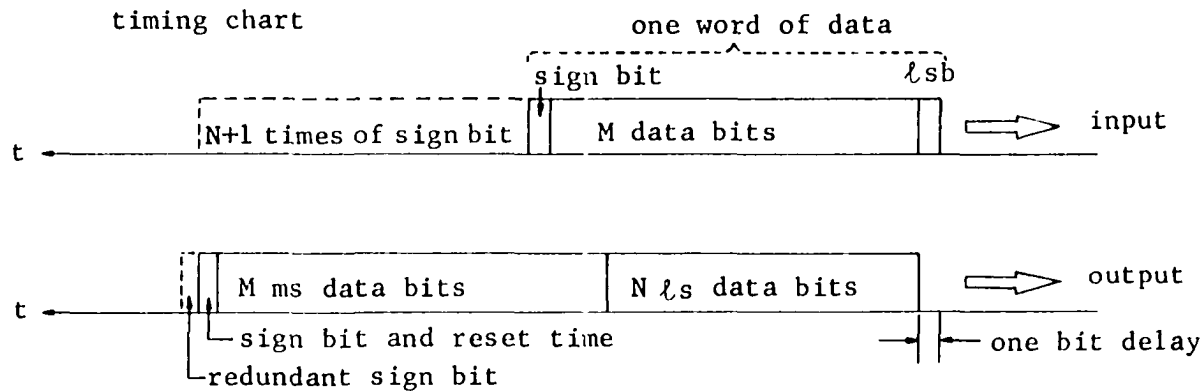 timing chart
one word of data
sign bit
ℓsb
N+1 times of sign bit
M data bits
input
t
M ms data bits
N ℓs data bits
output
t
sign bit and reset time
one bit delay
redundant sign bit